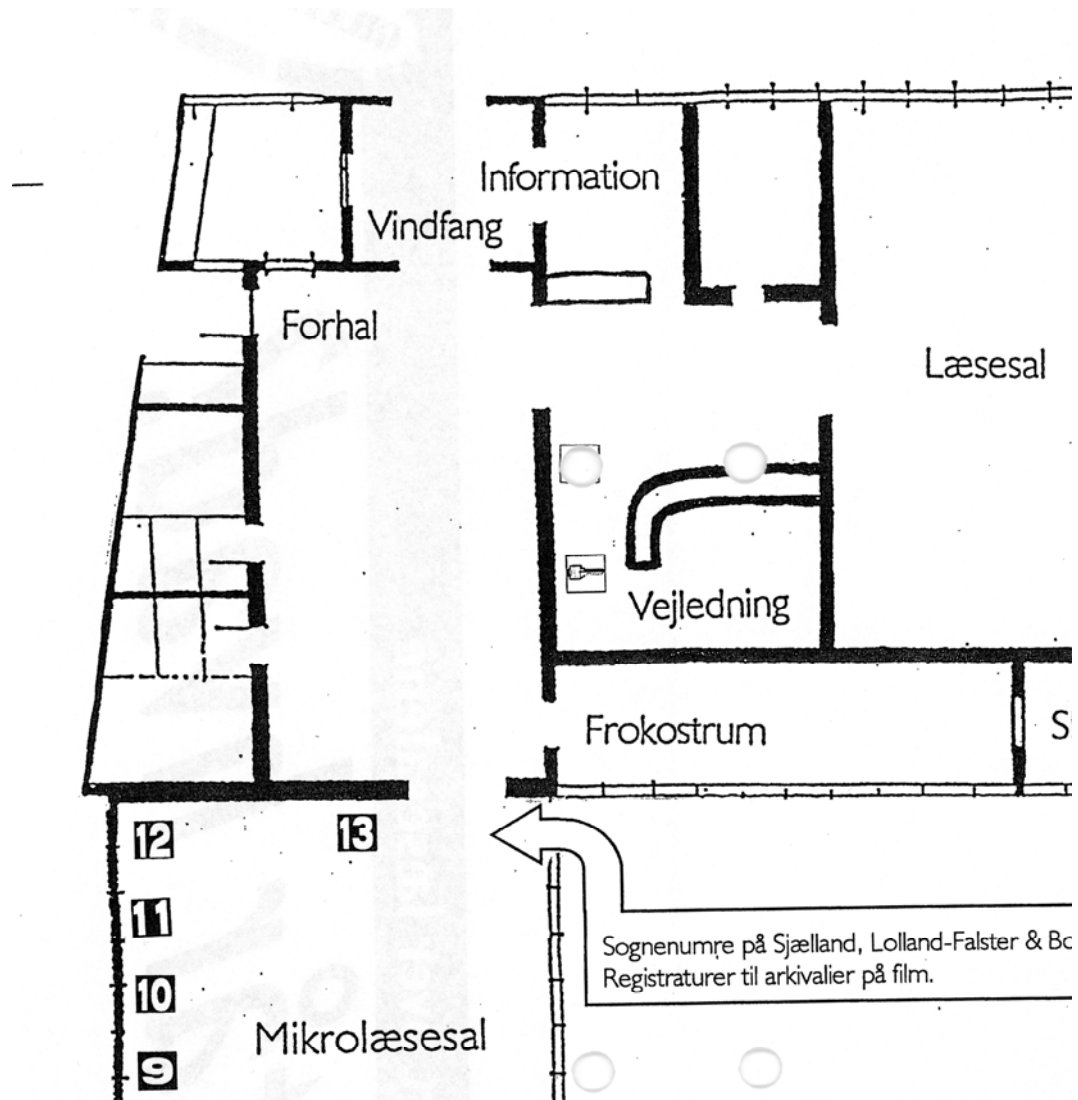 Information
Vindfang
Forhal
Læsesal
Vejledning
Frokostrum
S
12
13
11
Sognenumre på Sjælland, Lolland-Falster & Bo
Registraturer til arkivalier på film.
10
Mikrolæsesal
9